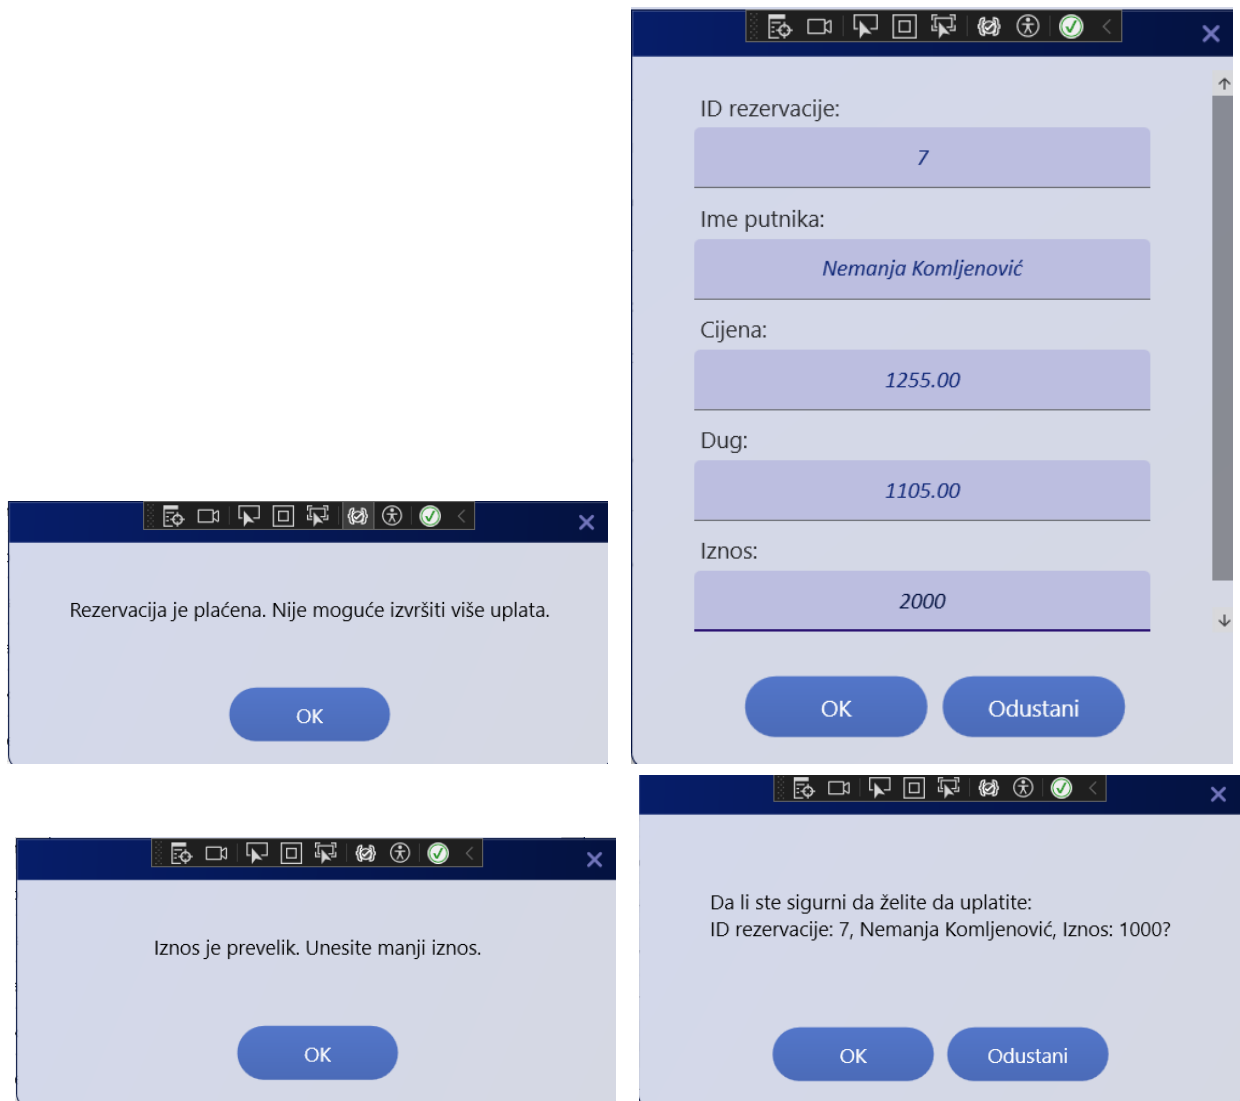 ID rezervacije:
7
Ime putnika:
Nemanja Komljenović
Cijena:
1255.00
Dug:
1105.00
Iznos:
2000
OK
Odustani
Rezervacija je plaćena. Nije moguće izvršiti više uplata.
OK
Iznos je prevelik. Unesite manji iznos.
OK
Da li ste sigurni da želite da uplatite:
ID rezervacije: 7, Nemanja Komljenović, Iznos: 1000?
OK
Odustani